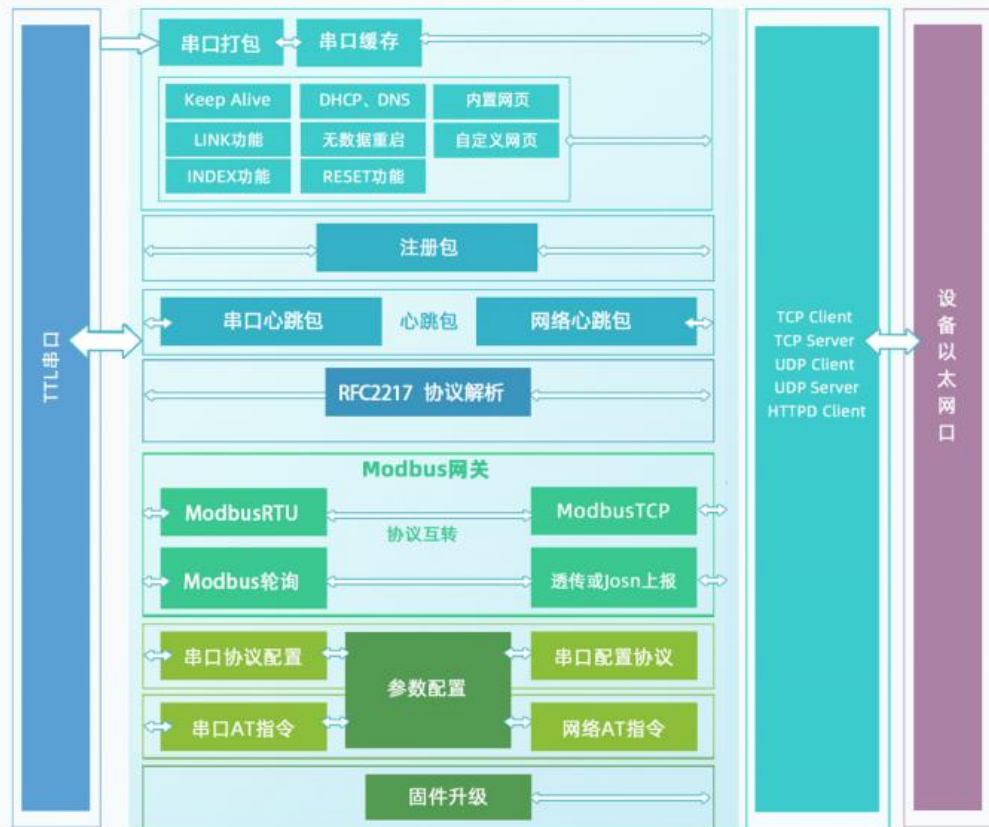 TTL串口
串口打包
串口缓存
Keep Alive
DHCP、DNS
内置网页
LINK功能
无数据重启
自定义网页
INDEX功能
RESET功能
注册包
串口心跳包
心跳包
网络心跳包
RFC2217 协议解析
Modbus网关
ModbusRTU
ModbusTCP
协议互转
Modbus轮询
透传或Josn上报
串口协议配置
参数配置
串口配置协议
串口AT指令
网络AT指令
固件升级
TCP Client
TCP Server
UDP Client
UDP Server
HTTPD Client
设备以太网口